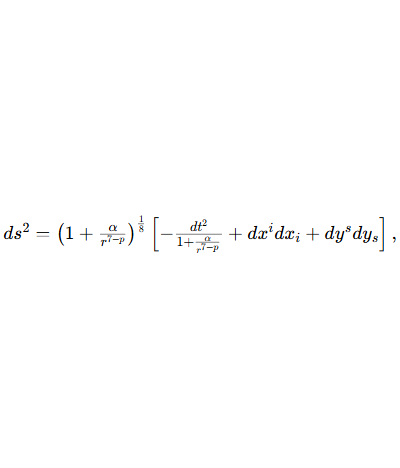 $ds^2 = \left(1 + \frac{\alpha}{r^{7-p}}\right)^{\frac{1}{8}} \left[ -\frac{dt^2}{1+\frac{\alpha}{r^{7-p}}} + dx^i dx_i + dy^s dy_s \right],$